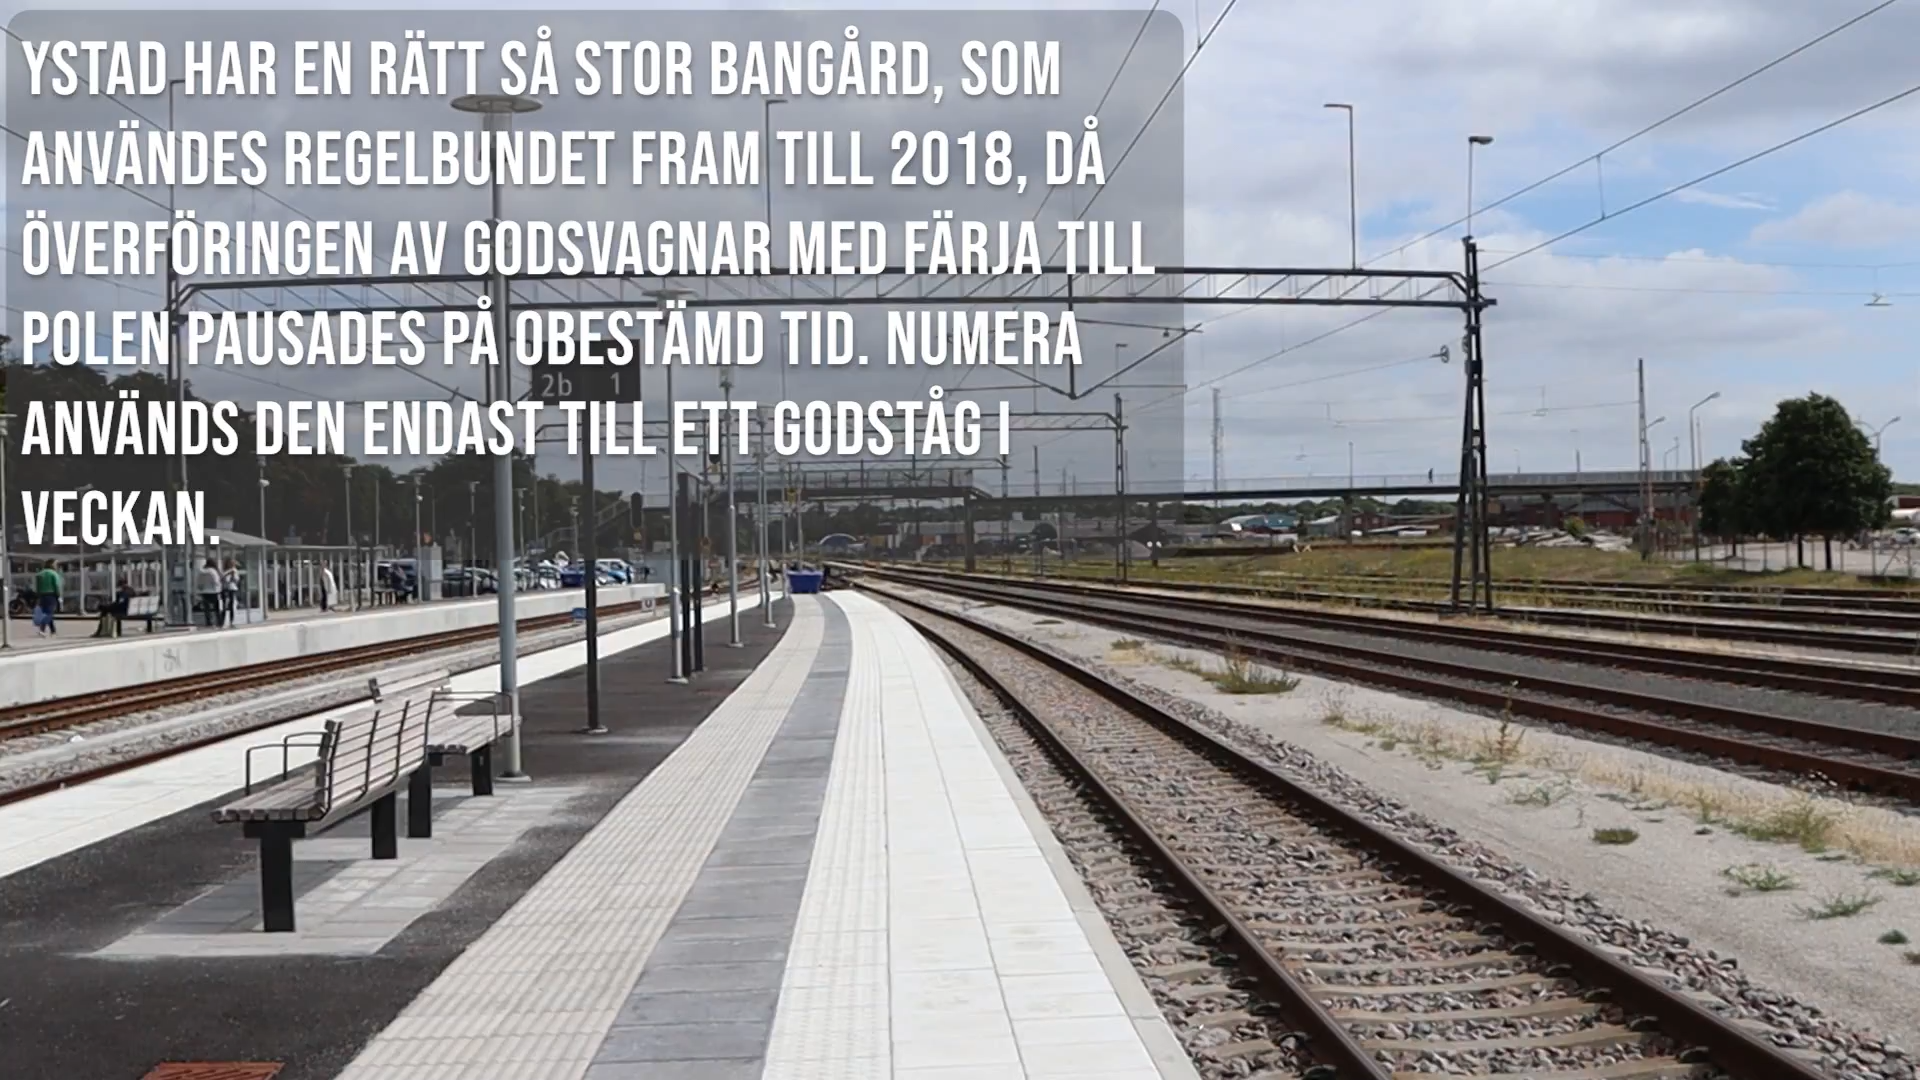 YSTAD HAR EN RÄTT SÅ STOR BANGÅRD, SOM
ANVÄNDES REGELBUNDET FRAM TILL 2018, DÅ
ÖVERFÖRINGEN AV GODSVAGNAR MED FÄRJA TILL
POLEN PAUSADES PÅ OBESTÄMD TID. NUMERA
ANVÄNDS DEN ENDAST TILL ETT GODSTÅG I
VECKAN.
2b 1